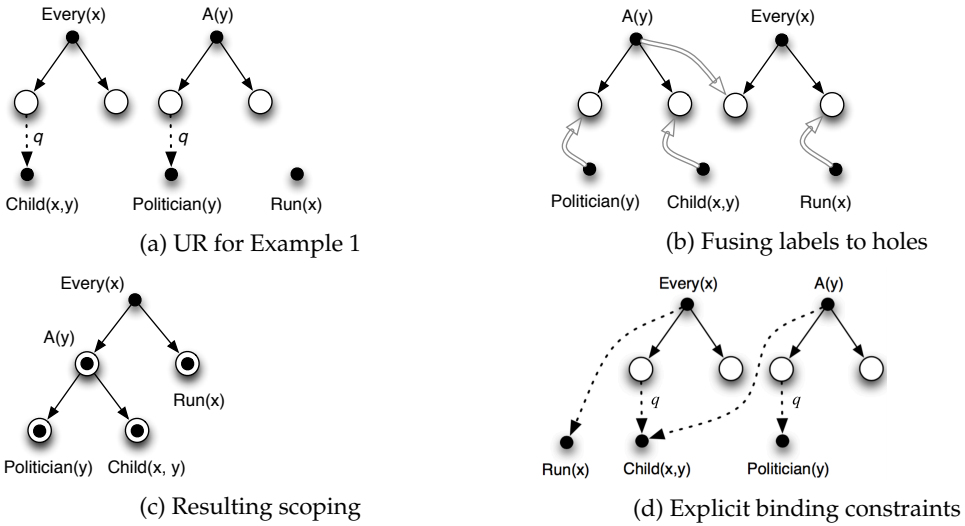 Every(x) A(y)
q q
Child(x,y) Politician(y) Run(x)
(a) UR for Example 1
A(y) Every(x)
Politician(y) Child(x,y) Run(x)
(b) Fusing labels to holes
Every(x)
A(y)
Run(x)
Politician(y) Child(x, y)
(c) Resulting scoping
Every(x) A(y)
q q
Run(x) Child(x,y) Politician(y)
(d) Explicit binding constraints